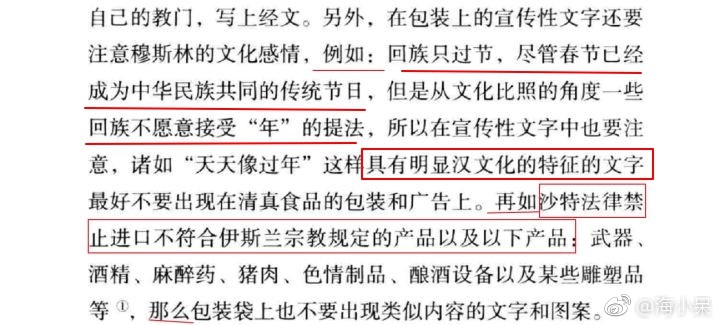 自己的教门，写上经文。另外，在包装上的宣传性文字还要
注意穆斯林的文化感情，例如：回族只过节，尽管春节已经
成为中华民族共同的传统节日，但是从文化比照的角度一些
回族不愿意接受“年”的提法，所以在宣传性文字中也要注
意，诸如“天天像过年”这样具有明显汉文化的特征的文字
最好不要出现在清真食品的包装和广告上。再如沙特法律禁
止进口不符合伊斯兰宗教规定的产品以及以下产品：武器、
酒精、麻醉药、猪肉、色情制品、酿酒设备以及某些雕塑品
等①，那么包装袋上也不要出现类似内容的文字和图案。
@海小呆